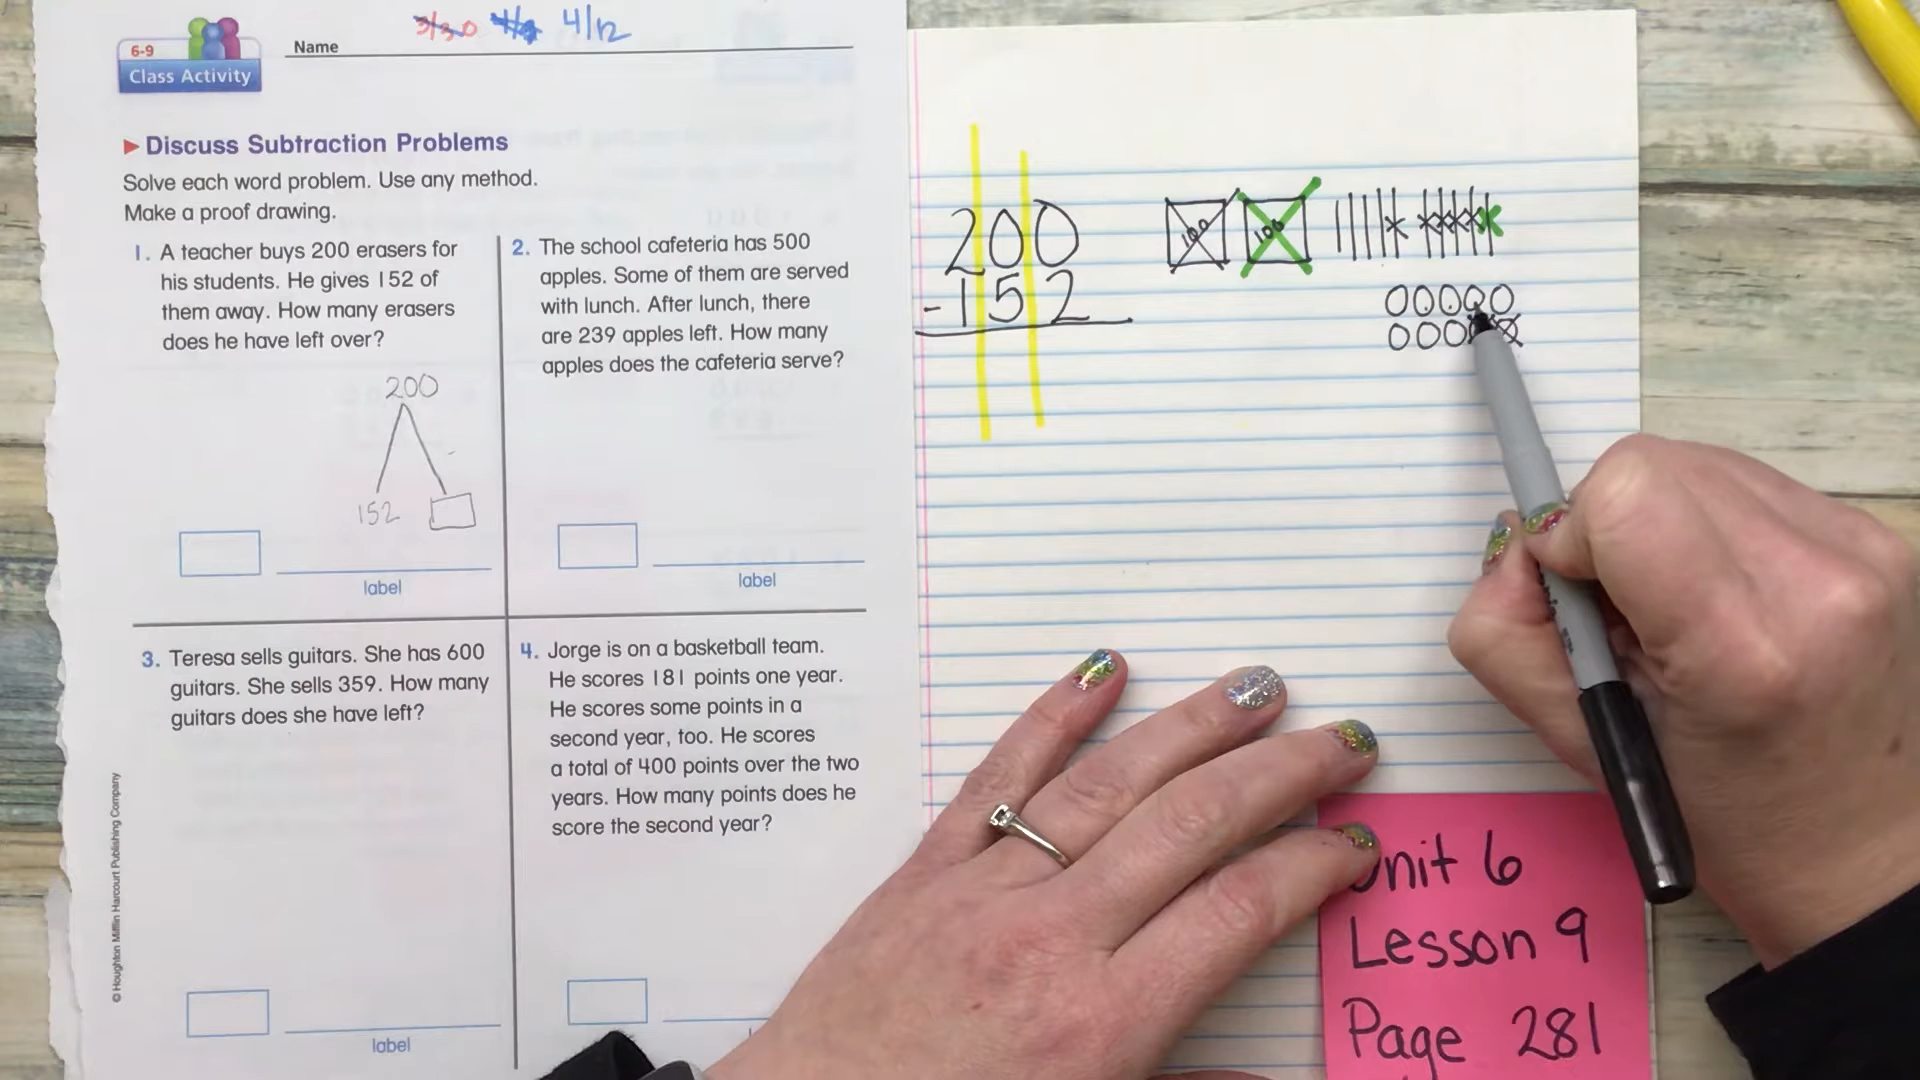 3/30 4/12
6-9
Class Activity
Name
Discuss Subtraction Problems
Solve each word problem. Use any method.
Make a proof drawing.
1. A teacher buys 200 erasers for
his students. He gives 152 of
them away. How many erasers
does he have left over?
200
152
label
2. The school cafeteria has 500
apples. Some of them are served
with lunch. After lunch, there
are 239 apples left. How many
apples does the cafeteria serve?
label
3. Teresa sells guitars. She has 600
guitars. She sells 359. How many
guitars does she have left?
label
4. Jorge is on a basketball team.
He scores 181 points one year.
He scores some points in a
second year, too. He scores
a total of 400 points over the two
years. How many points does he
score the second year?
© Houghton Mifflin Harcourt Publishing Company
200
-152
100 100
Unit 6
Lesson 9
Page 281